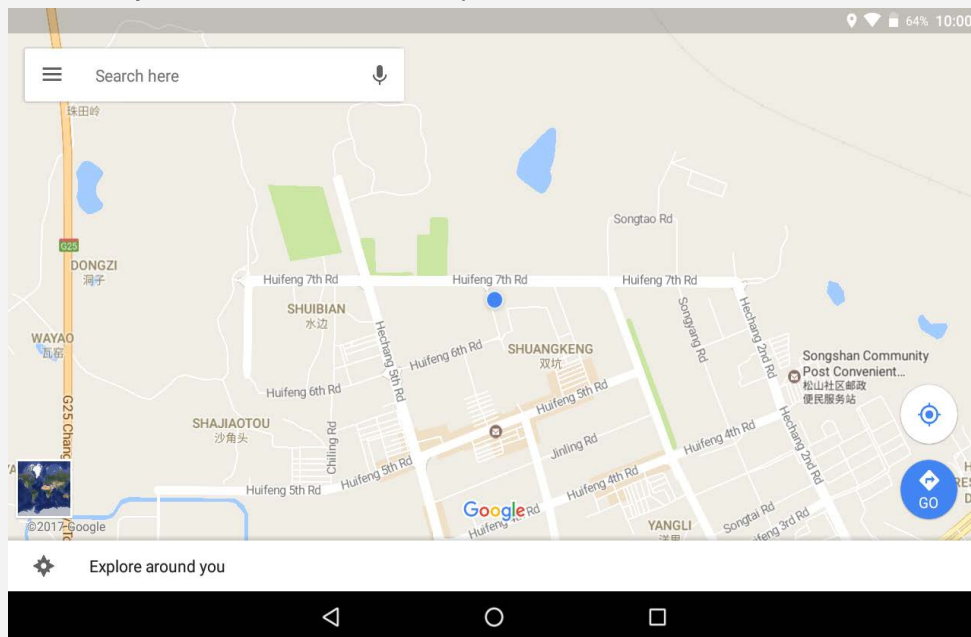 64% 10:00
Search here
珠田岭
G25
DONGZI
洞子
Songtao Rd
Huifeng 7th Rd
Huifeng 7th Rd
Huifeng 7th Rd
SHUIBIAN
水边
Hechang 5th Rd
Songyang Rd
Hechang 2nd Rd
WAYAO
瓦窑
Huifeng 6th Rd
SHUANGKENG
双坑
Songshan Community
Post Convenient...
松山社区邮政
便民服务站
Huifeng 6th Rd
Huifeng 5th Rd
SHAJIAOTOU
沙角头
Chiling Rd
Jinling Rd
Huifeng 4th Rd
Hechang 2nd Rd
Huifeng 5th Rd
Huifeng 5th Rd
Huifeng 4th Rd
GO
Google
YANGLI
Songtai Rd
©2017 Google
Explore around you